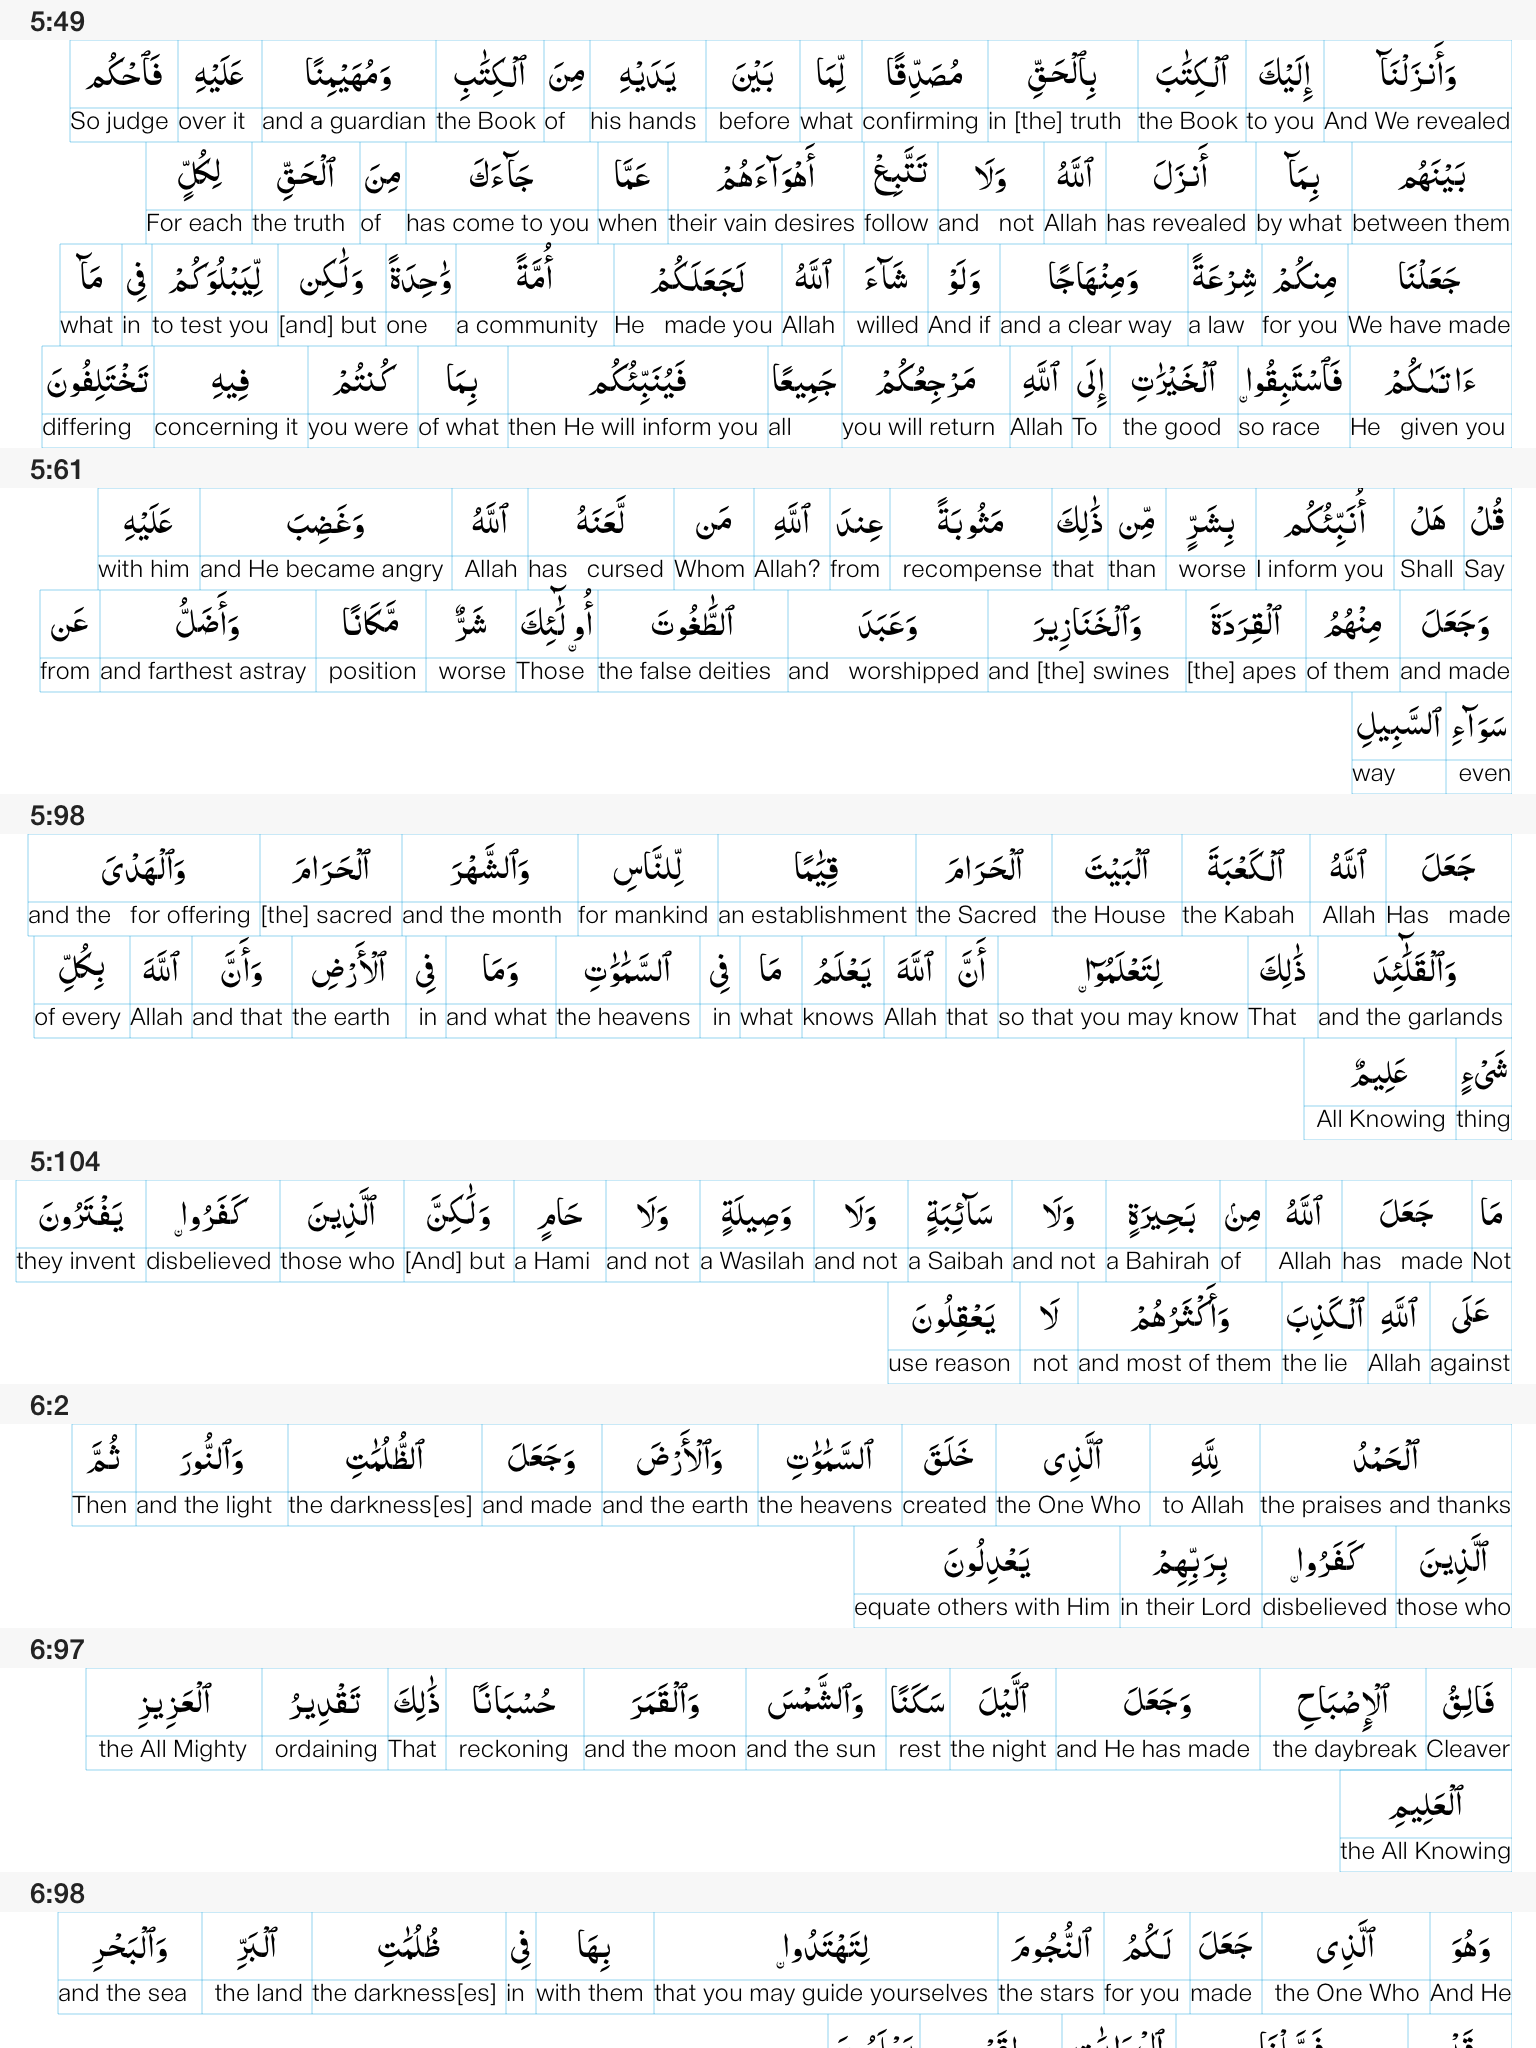 5:49
وَأَنزَلْنَآ إِلَيْكَ ٱلْكِتَٰبَ بِٱلْحَقِّ مُصَدِّقًا لِّمَا بَيْنَ يَدَيْهِ مِنَ ٱلْكِتَٰبِ وَمُهَيْمِنًا عَلَيْهِ فَٱحْكُم
So judge over it and a guardian the Book of his hands before what confirming in [the] truth the Book to you And We revealed
بَيْنَهُم بِمَآ أَنزَلَ ٱللَّهُ وَلَا تَتَّبِعْ أَهْوَآءَهُمْ عَمَّا جَآءَكَ مِنَ ٱلْحَقِّ لِكُلٍّ
For each the truth of has come to you when their vain desires follow and not Allah has revealed by what between them
جَعَلْنَا مِنكُمْ شِرْعَةً وَمِنْهَاجًا وَلَوْ شَآءَ ٱللَّهُ لَجَعَلَكُمْ أُمَّةً وَٰحِدَةً وَلَٰكِن لِّيَبْلُوَكُمْ فِى مَآ
what in to test you [and] but one a community He made you Allah willed And if and a clear way a law for you We have made
ءَاتَىٰكُمْ فَٱسْتَبِقُوا۟ ٱلْخَيْرَٰتِ إِلَى ٱللَّهِ مَرْجِعُكُمْ جَمِيعًا فَيُنَبِّئُكُم بِمَا كُنتُمْ فِيهِ تَخْتَلِفُونَ
differing concerning it you were of what then He will inform you all you will return Allah To the good so race He given you
5:61
قُلْ هَلْ أُنَبِّئُكُم بِشَرٍّ مِّن ذَٰلِكَ مَثُوبَةً عِندَ ٱللَّهِ مَن لَّعَنَهُ ٱللَّهُ وَغَضِبَ عَلَيْهِ
with him and He became angry Allah has cursed Whom Allah? from recompense that than worse I inform you Shall Say
وَجَعَلَ مِنْهُمُ ٱلْقِرَدَةَ وَٱلْخَنَازِيرَ وَعَبَدَ ٱلطَّٰغُوتَ أُو۟لَٰٓئِكَ شَرٌّ مَّكَانًا وَأَضَلُّ عَن
from and farthest astray position worse Those the false deities and worshipped and [the] swines [the] apes of them and made
سَوَآءِ ٱلسَّبِيلِ
way even
5:98
جَعَلَ ٱللَّهُ ٱلْكَعْبَةَ ٱلْبَيْتَ ٱلْحَرَامَ قِيَٰمًا لِّلنَّاسِ وَٱلشَّهْرَ ٱلْحَرَامَ وَٱلْهَدْىَ
and the for offering [the] sacred and the month for mankind an establishment the Sacred the House the Kabah Allah Has made
وَٱلْقَلَٰٓئِدَ ذَٰلِكَ لِتَعْلَمُوٓا۟ أَنَّ ٱللَّهَ يَعْلَمُ مَا فِى ٱلسَّمَٰوَٰتِ وَمَا فِى ٱلْأَرْضِ وَأَنَّ ٱللَّهَ بِكُلِّ
of every Allah and that the earth in and what the heavens in what knows Allah that so that you may know That and the garlands
شَىْءٍ عَلِيمٌ
All Knowing thing
5:104
مَا جَعَلَ ٱللَّهُ مِنۢ بَحِيرَةٍ وَلَا سَآئِبَةٍ وَلَا وَصِيلَةٍ وَلَا حَامٍ وَلَٰكِنَّ ٱلَّذِينَ كَفَرُوا۟ يَفْتَرُونَ
they invent disbelieved those who [And] but a Hami and not a Wasilah and not a Saibah and not a Bahirah of Allah has made Not
عَلَى ٱللَّهِ ٱلْكَذِبَ وَأَكْثَرُهُمْ لَا يَعْقِلُونَ
use reason not and most of them the lie Allah against
6:2
ٱلْحَمْدُ لِلَّهِ ٱلَّذِى خَلَقَ ٱلسَّمَٰوَٰتِ وَٱلْأَرْضَ وَجَعَلَ ٱلظُّلُمَٰتِ وَٱلنُّورَ ثُمَّ
Then and the light the darkness[es] and made and the earth the heavens created the One Who to Allah the praises and thanks
ٱلَّذِينَ كَفَرُوا۟ بِرَبِّهِمْ يَعْدِلُونَ
equate others with Him in their Lord disbelieved those who
6:97
فَالِقُ ٱلْإِصْبَاحِ وَجَعَلَ ٱلَّيْلَ سَكَنًا وَٱلشَّمْسَ وَٱلْقَمَرَ حُسْبَانًا ذَٰلِكَ تَقْدِيرُ ٱلْعَزِيزِ
the All Mighty ordaining That reckoning and the moon and the sun rest the night and He has made the daybreak Cleaver
ٱلْعَلِيمِ
the All Knowing
6:98
وَهُوَ ٱلَّذِى جَعَلَ لَكُمُ ٱلنُّجُومَ لِتَهْتَدُوا۟ بِهَا فِى ظُلُمَٰتِ ٱلْبَرِّ وَٱلْبَحْرِ
and the sea the land the darkness[es] in with them that you may guide yourselves the stars for you made the One Who And He